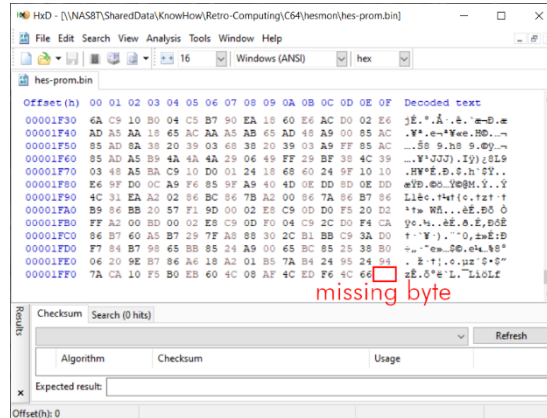 HxD - [\\NAS8T\SharedData\KnowHow\Retro-Computing\C64\hesmon\hes-prom.bin]
File Edit Search View Analysis Tools Window Help
16 Windows (ANSI) hex
hes-prom.bin
Offset(h) 00 01 02 03 04 05 06 07 08 09 0A 0B 0C 0D 0E 0F Decoded text
00001F30 6A C9 10 B0 04 C5 B7 90 EA 18 60 E6 AC D0 02 E6
00001F40 AD A5 AA 18 65 AC AA A5 AB 65 AD 48 A9 00 85 AC
00001F50 85 AD 8A 38 20 39 03 68 38 20 39 03 A9 FF 85 AC
00001F60 85 AD A5 B9 4A 4A 4A 29 06 49 FF 29 BF 38 4C 39
00001F70 03 48 A5 BA C9 10 D0 01 24 18 68 60 24 9F 10 10
00001F80 E6 9F D0 0C A9 F6 85 9F A9 40 4D 0E DD 8D 0E DD
00001F90 4C 31 EA A2 02 86 BC 86 7B A2 00 86 7A 86 B7 86
00001FA0 B9 86 BB 20 57 F1 9D 00 02 E8 C9 0D D0 F5 20 D2
00001FB0 FF A2 00 BD 00 02 E8 C9 0D F0 04 C9 2C D0 F4 CA
00001FC0 86 B7 60 A5 B7 29 7F A8 88 30 2C B1 BB C9 3A D0
00001FD0 F7 84 B7 98 65 BB 85 24 A9 00 65 BC 85 25 38 B0
00001FE0 06 20 9E B7 86 A6 18 A2 01 B5 7A B4 24 95 24 94
00001FF0 7A CA 10 F5 B0 EB 60 4C 08 AF 4C ED F6 4C 66
missing byte
Results
Checksum Search (0 hits)
Refresh
Algorithm Checksum Usage
Expected result:
Offset(h): 0